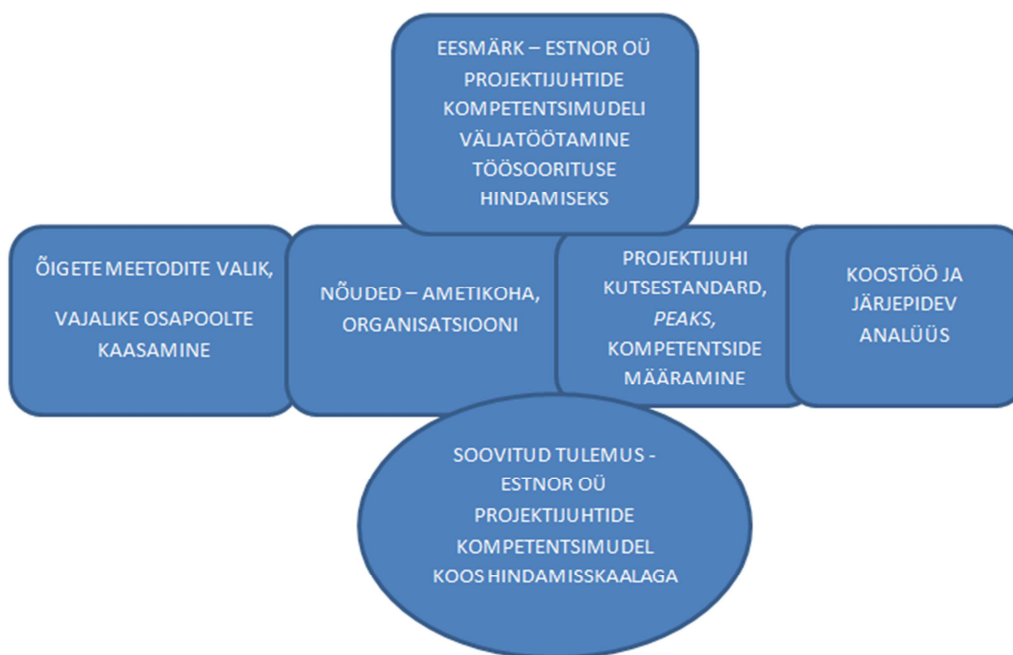 EESMÄRK – ESTNOR OÜ
PROJEKTIJUHTIDE
KOMPETENTSIMUDELI
VÄLJATÖÖTAMINE
TÖÖSOORITUSE
HINDAMISEKS
ÕIGETE MEETODITE VALIK,
VAJALIKE OSAPOOLTE
KAASAMINE
NÕUDED – AMETIKOHA,
ORGANISATSIOONI
PROJEKTIJUHI
KUTSESTANDARD,
PEAKS,
KOMPETENTSIDE
MÄÄRAMINE
KOOSTÖÖ JA
JÄRJEPIDEV
ANALÜÜS
SOOVITUD TULEMUS -
ESTNOR OÜ
PROJEKTIJUHTIDE
KOMPETENTSIMUDEL
KOOS HINDAMISSKAALAGA